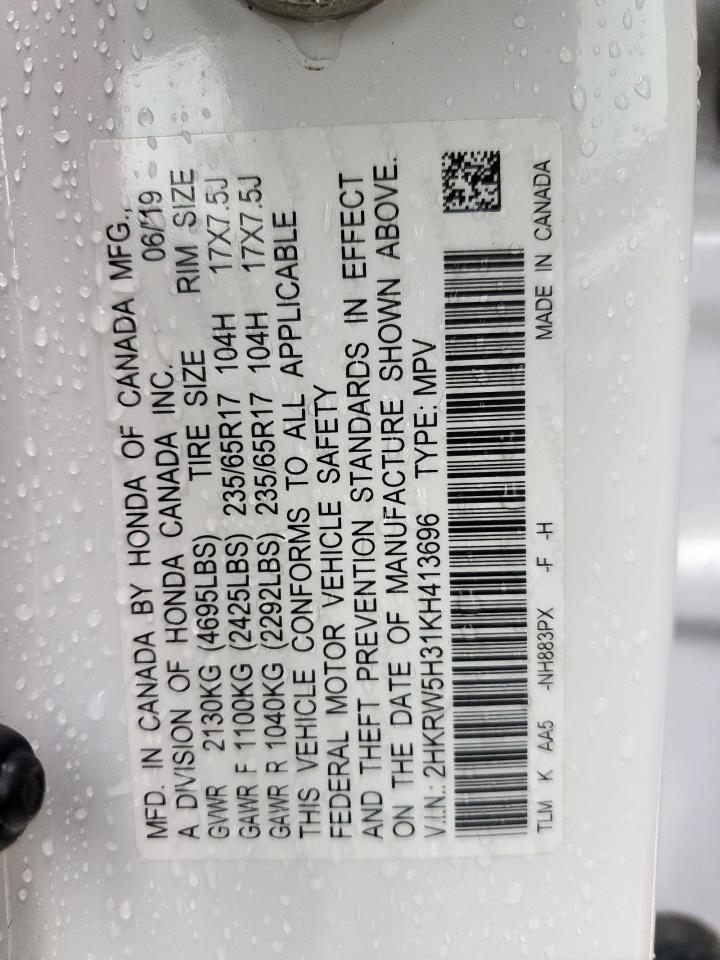 MFD. IN CANADA BY HONDA OF CANADA MFG.,
A DIVISION OF HONDA CANADA INC. 06/'19
GVWR 2130KG (4695LBS) TIRE SIZE RIM SIZE
GAWR F 1100KG (2425LBS) 235/65R17 104H 17X7.5J
GAWR R 1040KG (2292LBS) 235/65R17 104H 17X7.5J
THIS VEHICLE CONFORMS TO ALL APPLICABLE
FEDERAL MOTOR VEHICLE SAFETY
AND THEFT PREVENTION STANDARDS IN EFFECT
ON THE DATE OF MANUFACTURE SHOWN ABOVE.
V.I.N.: 2HKRW5H31KH413696 TYPE: MPV
TLM K AA5 -NH883PX -F -H MADE IN CANADA